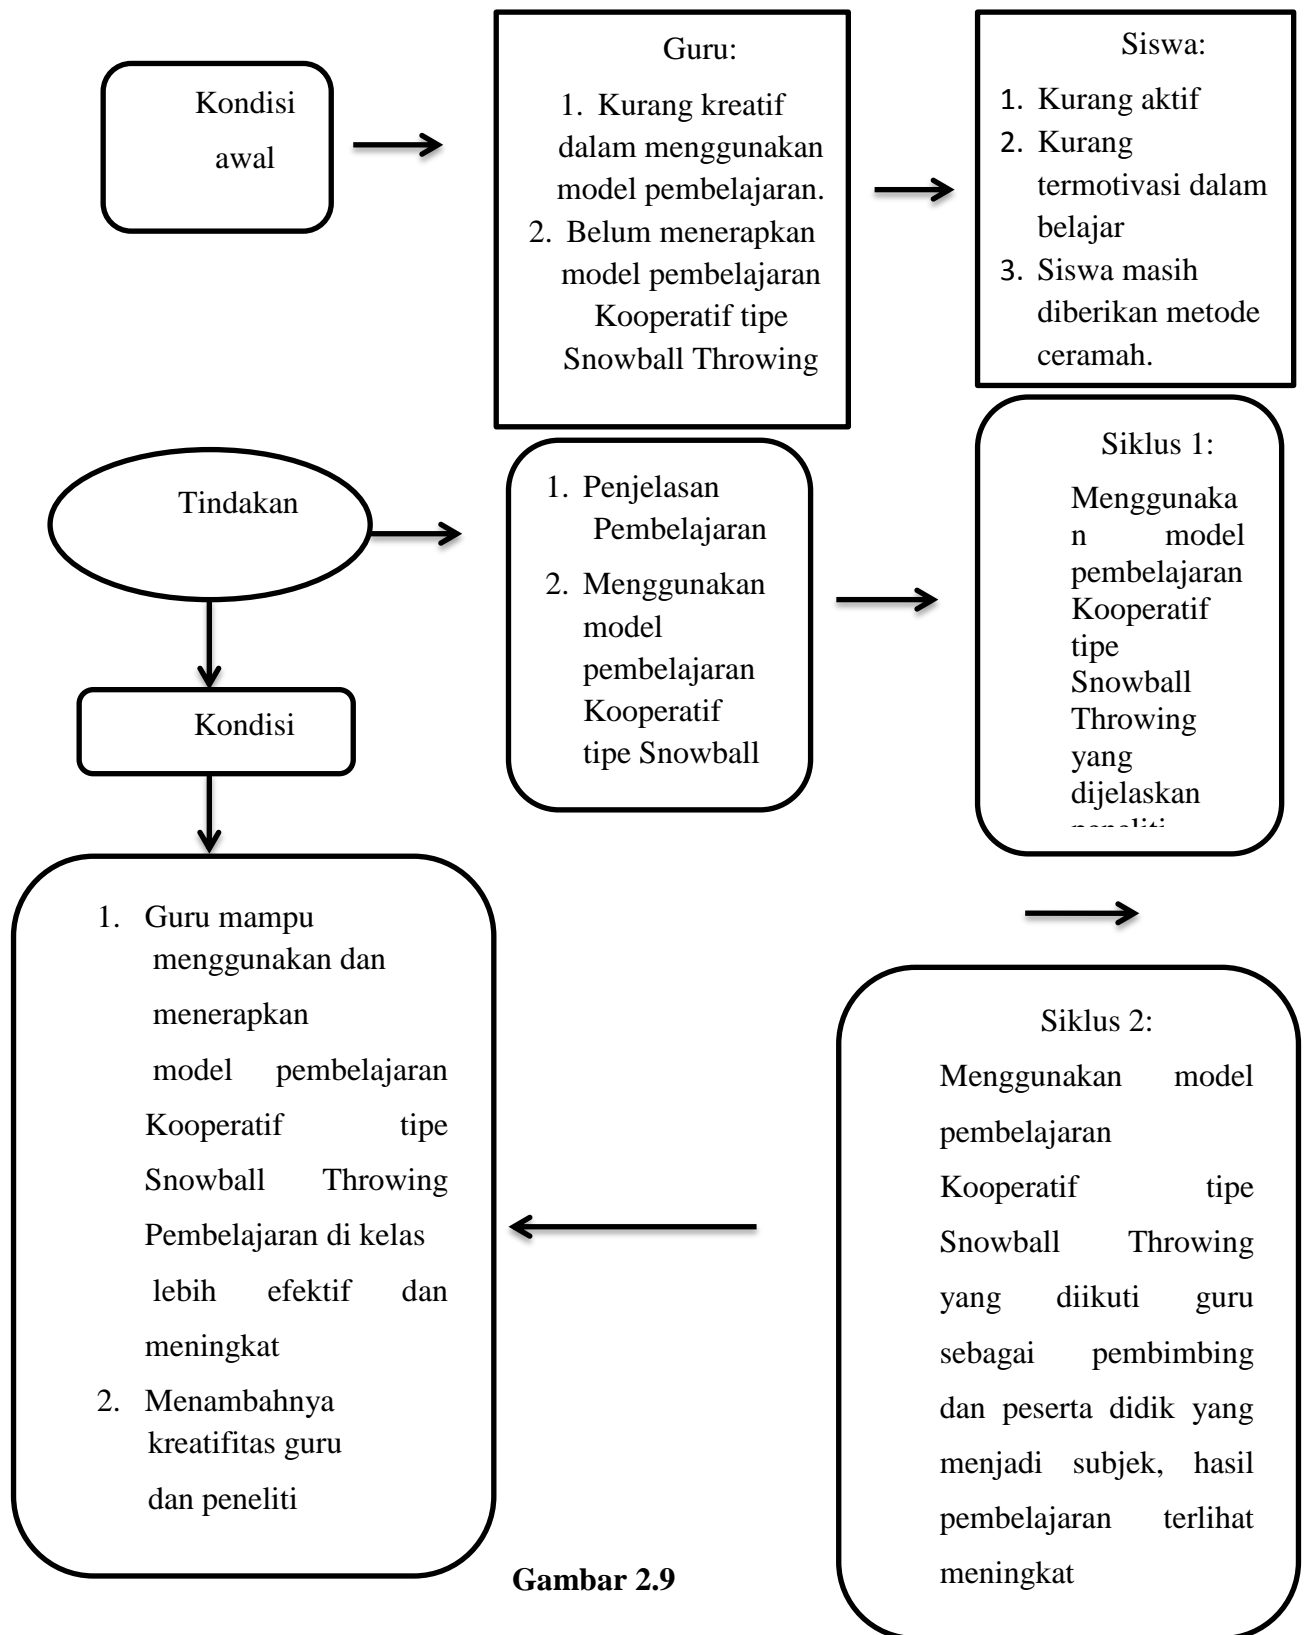 Kondisi
awal
Guru:
1. Kurang kreatif
dalam menggunakan
model pembelajaran.
2. Belum menerapkan
model pembelajaran
Kooperatif tipe
Snowball Throwing
Siswa:
1. Kurang aktif
2. Kurang
termotivasi dalam
belajar
3. Siswa masih
diberikan metode
ceramah.
Tindakan
1. Penjelasan
Pembelajaran
2. Menggunakan
model
pembelajaran
Kooperatif
tipe Snowball
Siklus 1:
Menggunaka
n model
pembelajaran
Kooperatif
tipe
Snowball
Throwing
yang
dijelaskan
Kondisi
1. Guru mampu
menggunakan dan
menerapkan
model pembelajaran
Kooperatif tipe
Snowball Throwing
Pembelajaran di kelas
lebih efektif dan
meningkat
2. Menambahnya
kreatifitas guru
dan peneliti
Siklus 2:
Menggunakan model
pembelajaran
Kooperatif tipe
Snowball Throwing
yang diikuti guru
sebagai pembimbing
dan peserta didik yang
menjadi subjek, hasil
pembelajaran terlihat
meningkat
Gambar 2.9